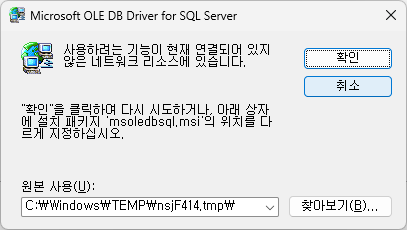 Microsoft OLE DB Driver for SQL Server
사용하려는 기능이 현재 연결되어 있지
않은 네트워크 리소스에 있습니다.
확인
취소
"확인"을 클릭하여 다시 시도하거나, 아래 상자
에 설치 패키지 'msoledbsql.msi'의 위치를 다
르게 지정하십시오.
원본 사용(U):
C:\Windows\TEMP\nsjF414.tmp\
찾아보기(B)...